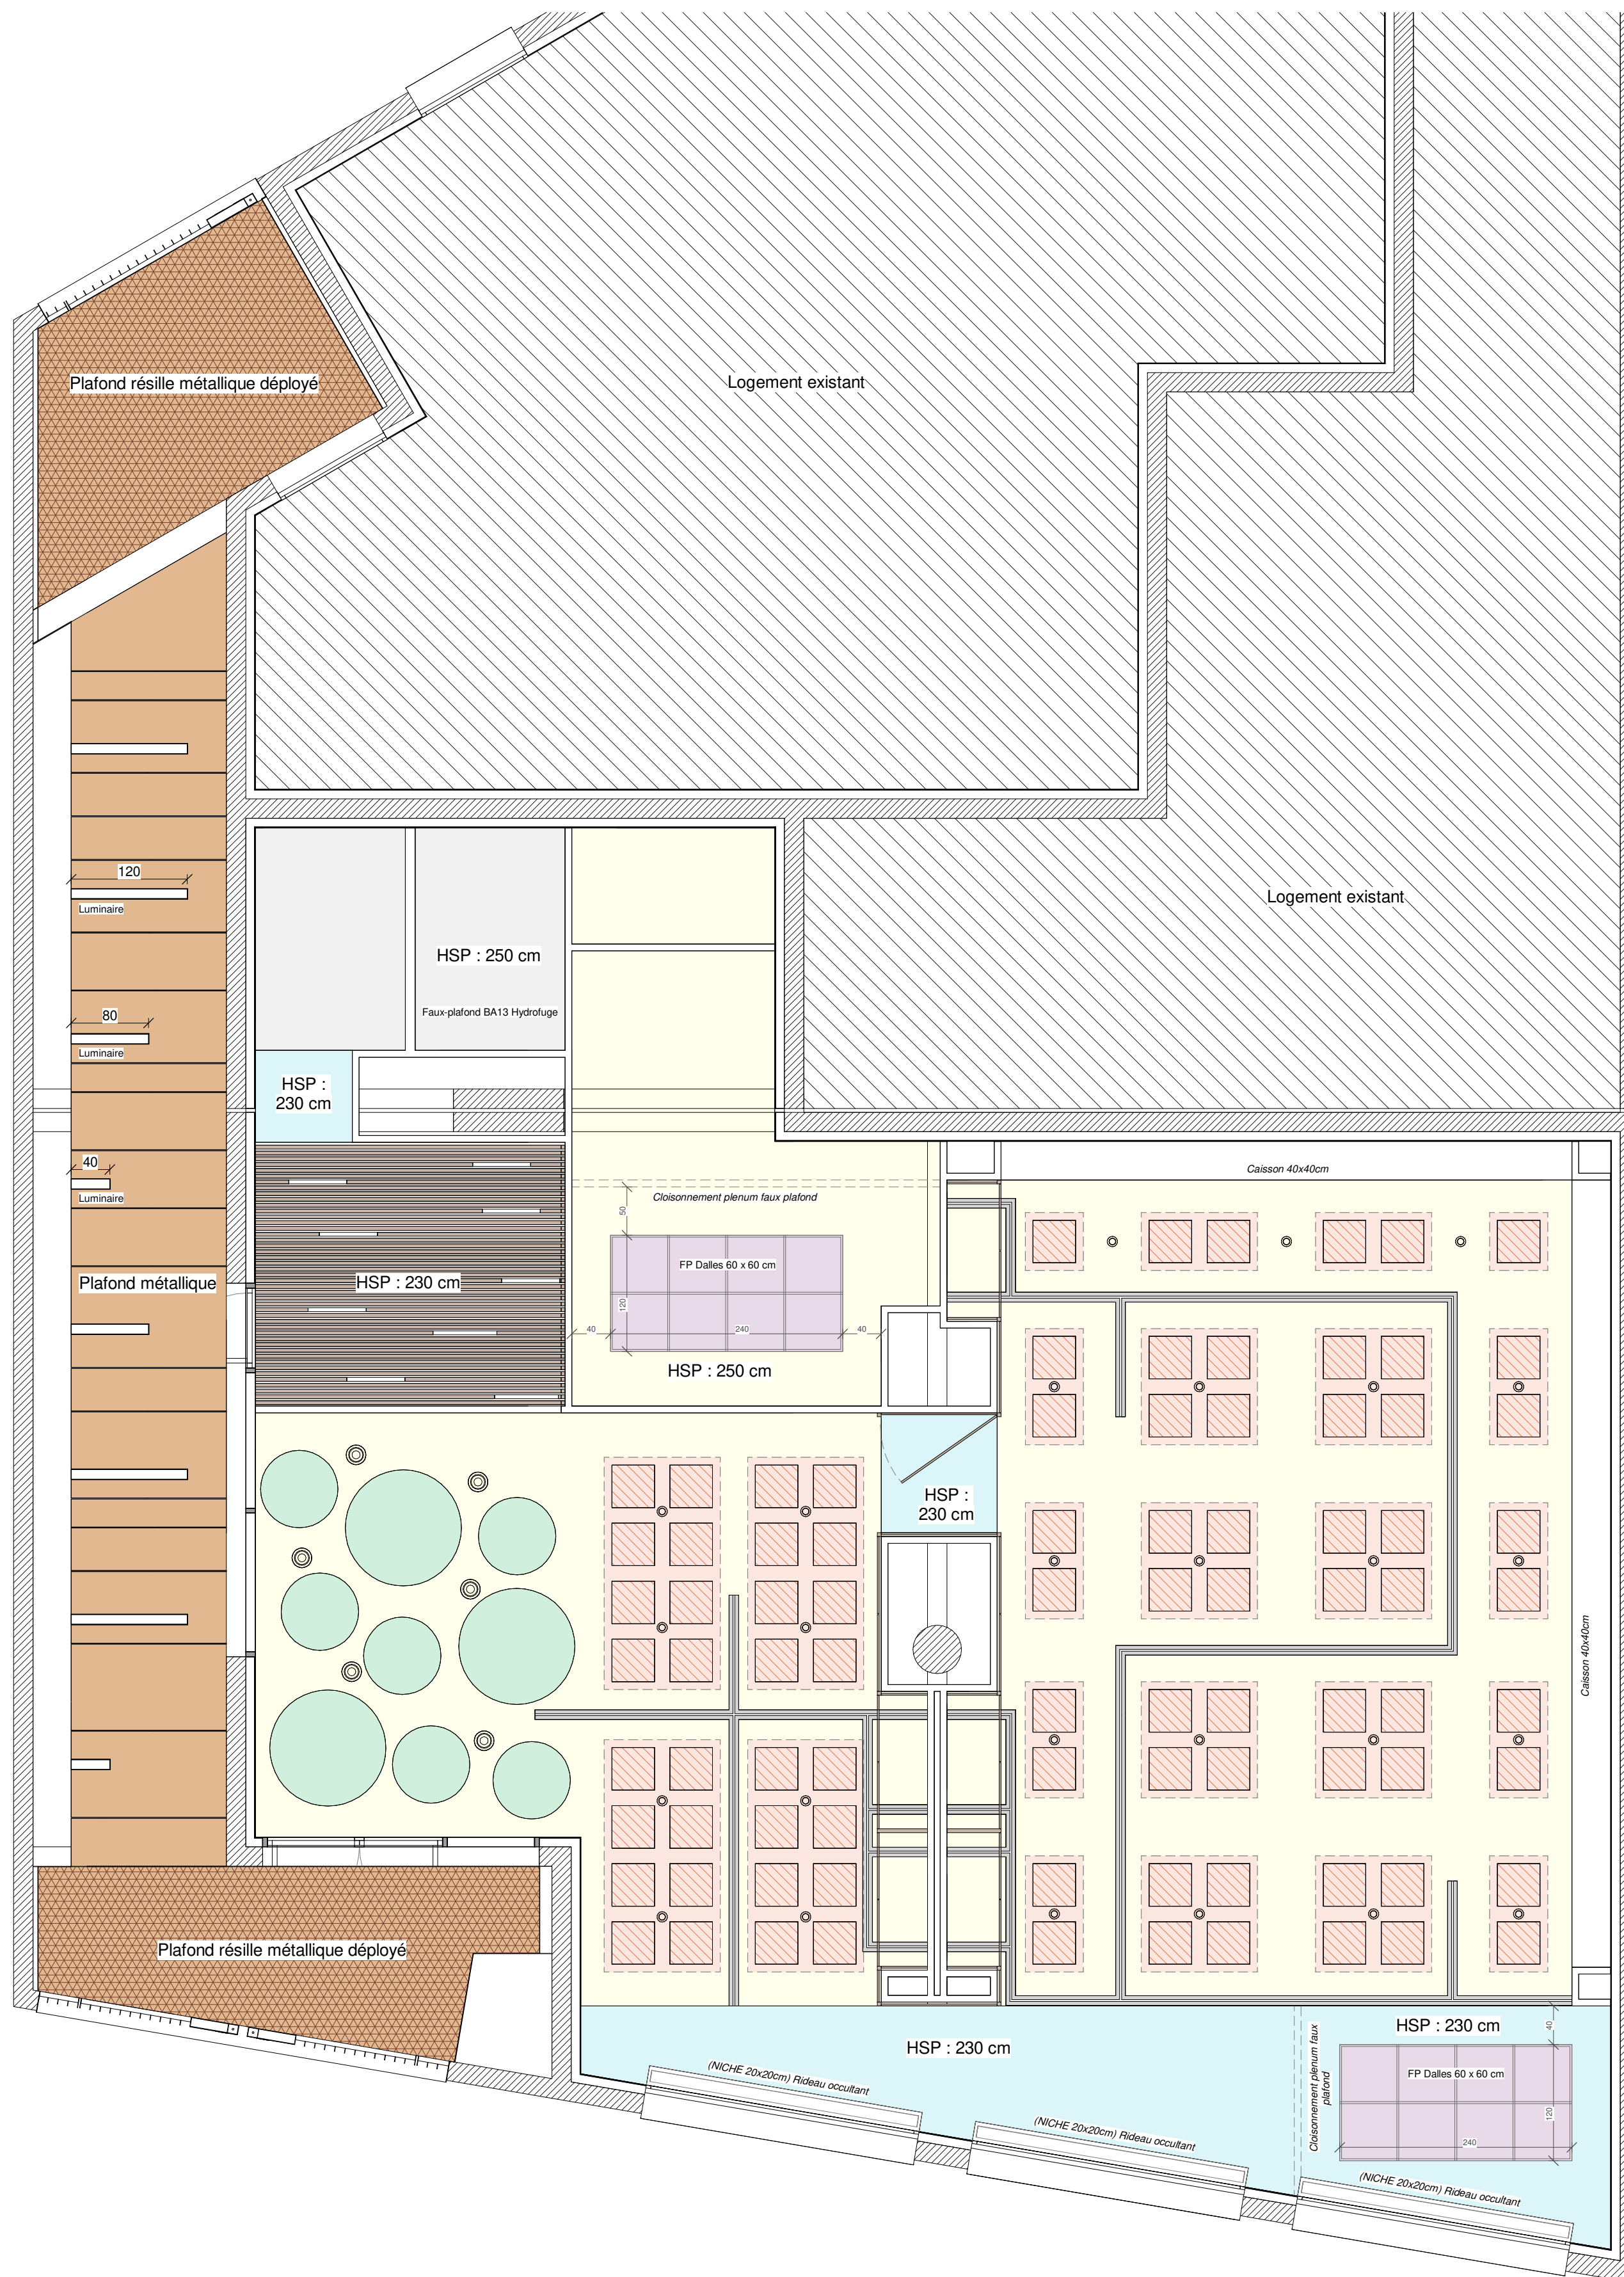 Plafond résille métallique déployé
Logement existant
120
Luminaire
Logement existant
HSP : 250 cm
Faux-plafond BA13 Hydrofuge
80
Luminaire
HSP :
230 cm
40
Luminaire
Caisson 40x40cm
Cloisonnement plenum faux plafond
50
FP Dalles 60 x 60 cm
Plafond métallique
HSP : 230 cm
120
40
240
40
HSP : 250 cm
HSP :
230 cm
Caisson 40x40cm
Plafond résille métallique déployé
HSP : 230 cm
HSP : 230 cm
40
Cloisonnement plenum faux
plafond
FP Dalles 60 x 60 cm
120
240
(NICHE 20x20cm) Rideau occultant
(NICHE 20x20cm) Rideau occultant
(NICHE 20x20cm) Rideau occultant